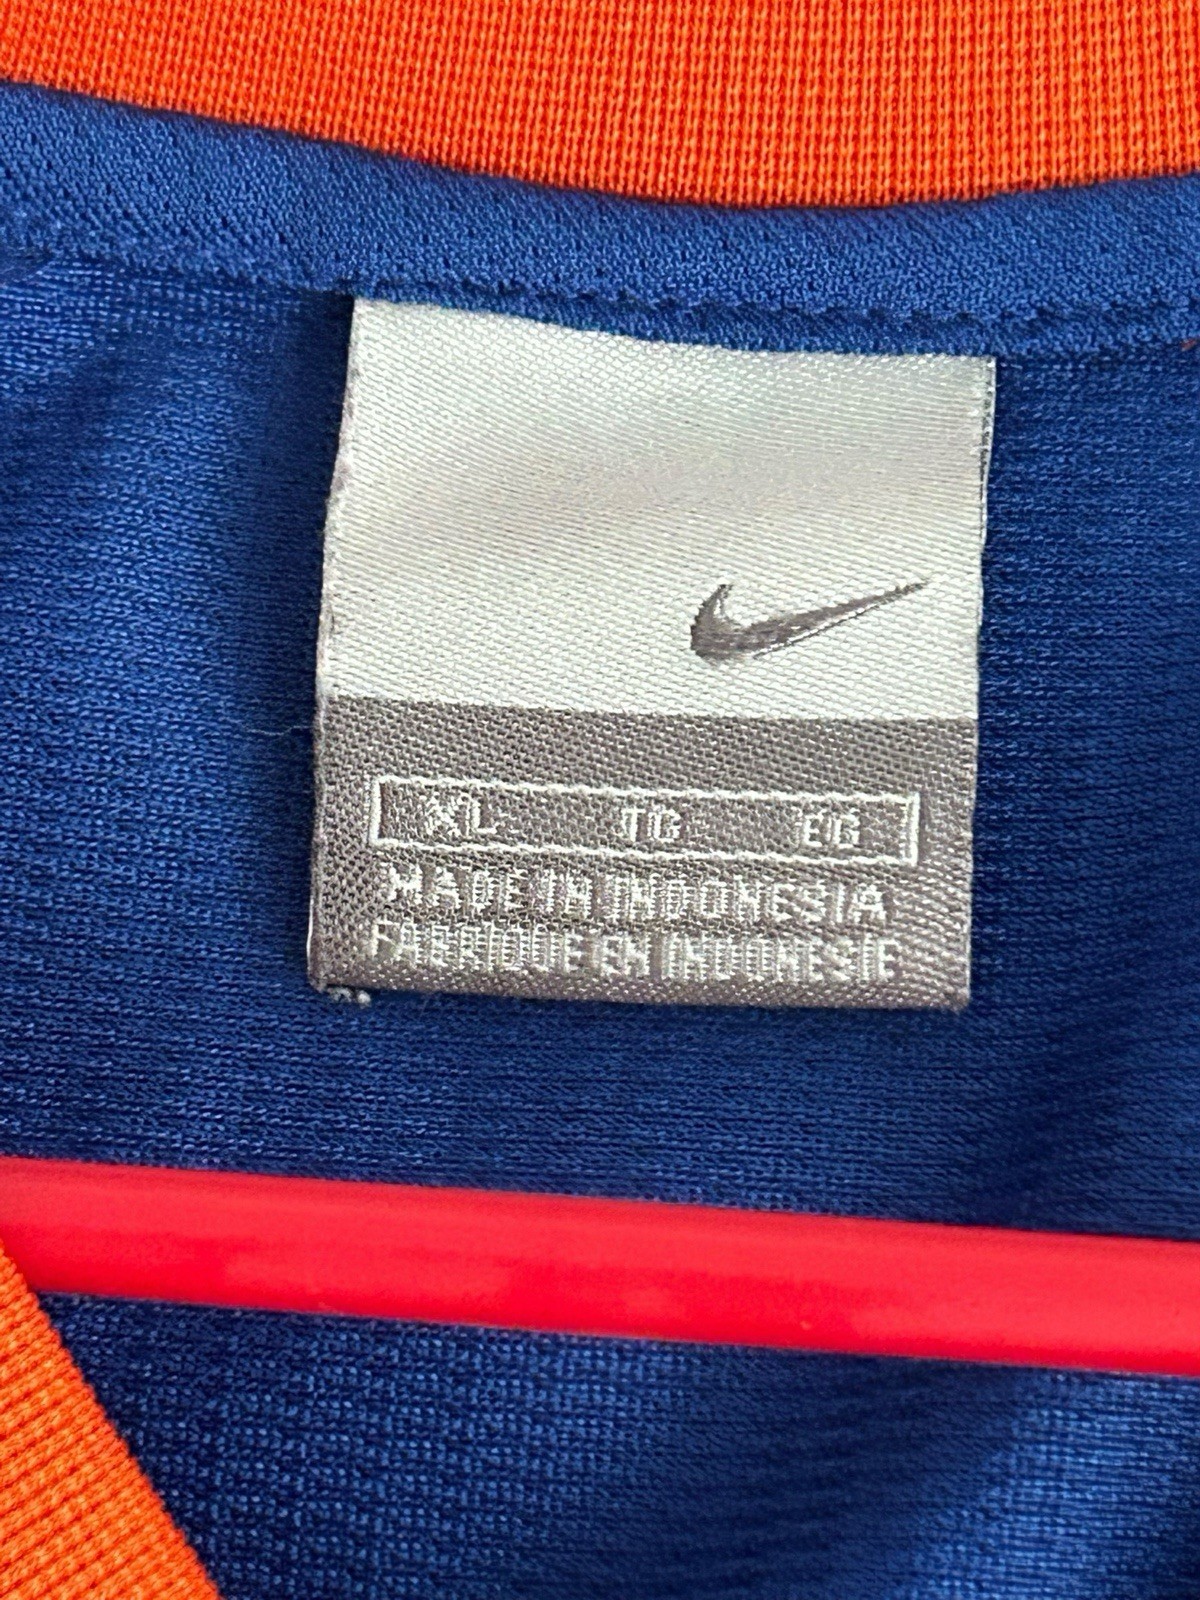 XL TG EG
MADE IN INDONESIA
FABRIQUE EN INDONESIE